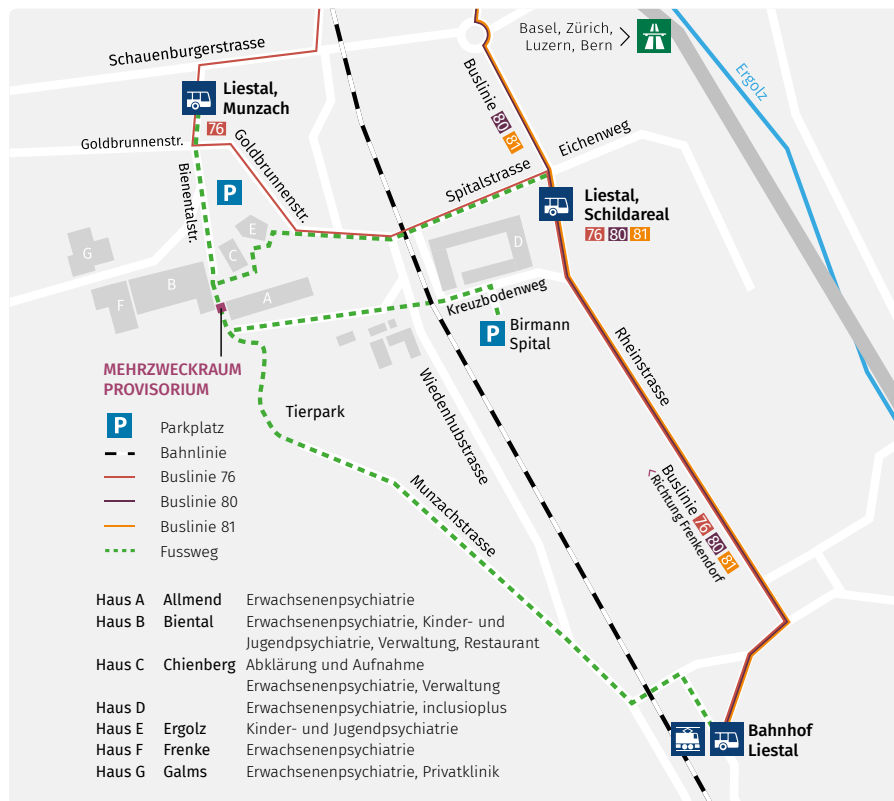 Basel, Zürich,
Luzern, Bern
Schauenburgerstrasse
Ergolz
Buslinie 80 81
Liestal,
Munzach
76
Goldbrunnenstr.
Goldbrunnenstr.
Bienentalstr.
Eichenweg
Spitalstrasse
P
Liestal,
Schildareal
76 80 81
G
E
C
D
B
A
F
Kreuzbodenweg
P
Birmann
Spital
Rheinstrasse
MEHRZWECKRAUM
PROVISORIUM
Wiedenhubstrasse
Tierpark
P Parkplatz
Bahnlinie
Buslinie 76
Buslinie 80
Buslinie 81
Fussweg
Munzachstrasse
Buslinie 76 80 81
<Richtung Frenkendorf
Haus A Allmend Erwachsenenpsychiatrie
Haus B Biental Erwachsenenpsychiatrie, Kinder- und
Jugendpsychiatrie, Verwaltung, Restaurant
Haus C Chienberg Abklärung und Aufnahme
Erwachsenenpsychiatrie, Verwaltung
Haus D Erwachsenenpsychiatrie, inclusioplus
Haus E Ergolz Kinder- und Jugendpsychiatrie
Haus F Frenke Erwachsenenpsychiatrie
Haus G Galms Erwachsenenpsychiatrie, Privatklinik
Bahnhof
Liestal